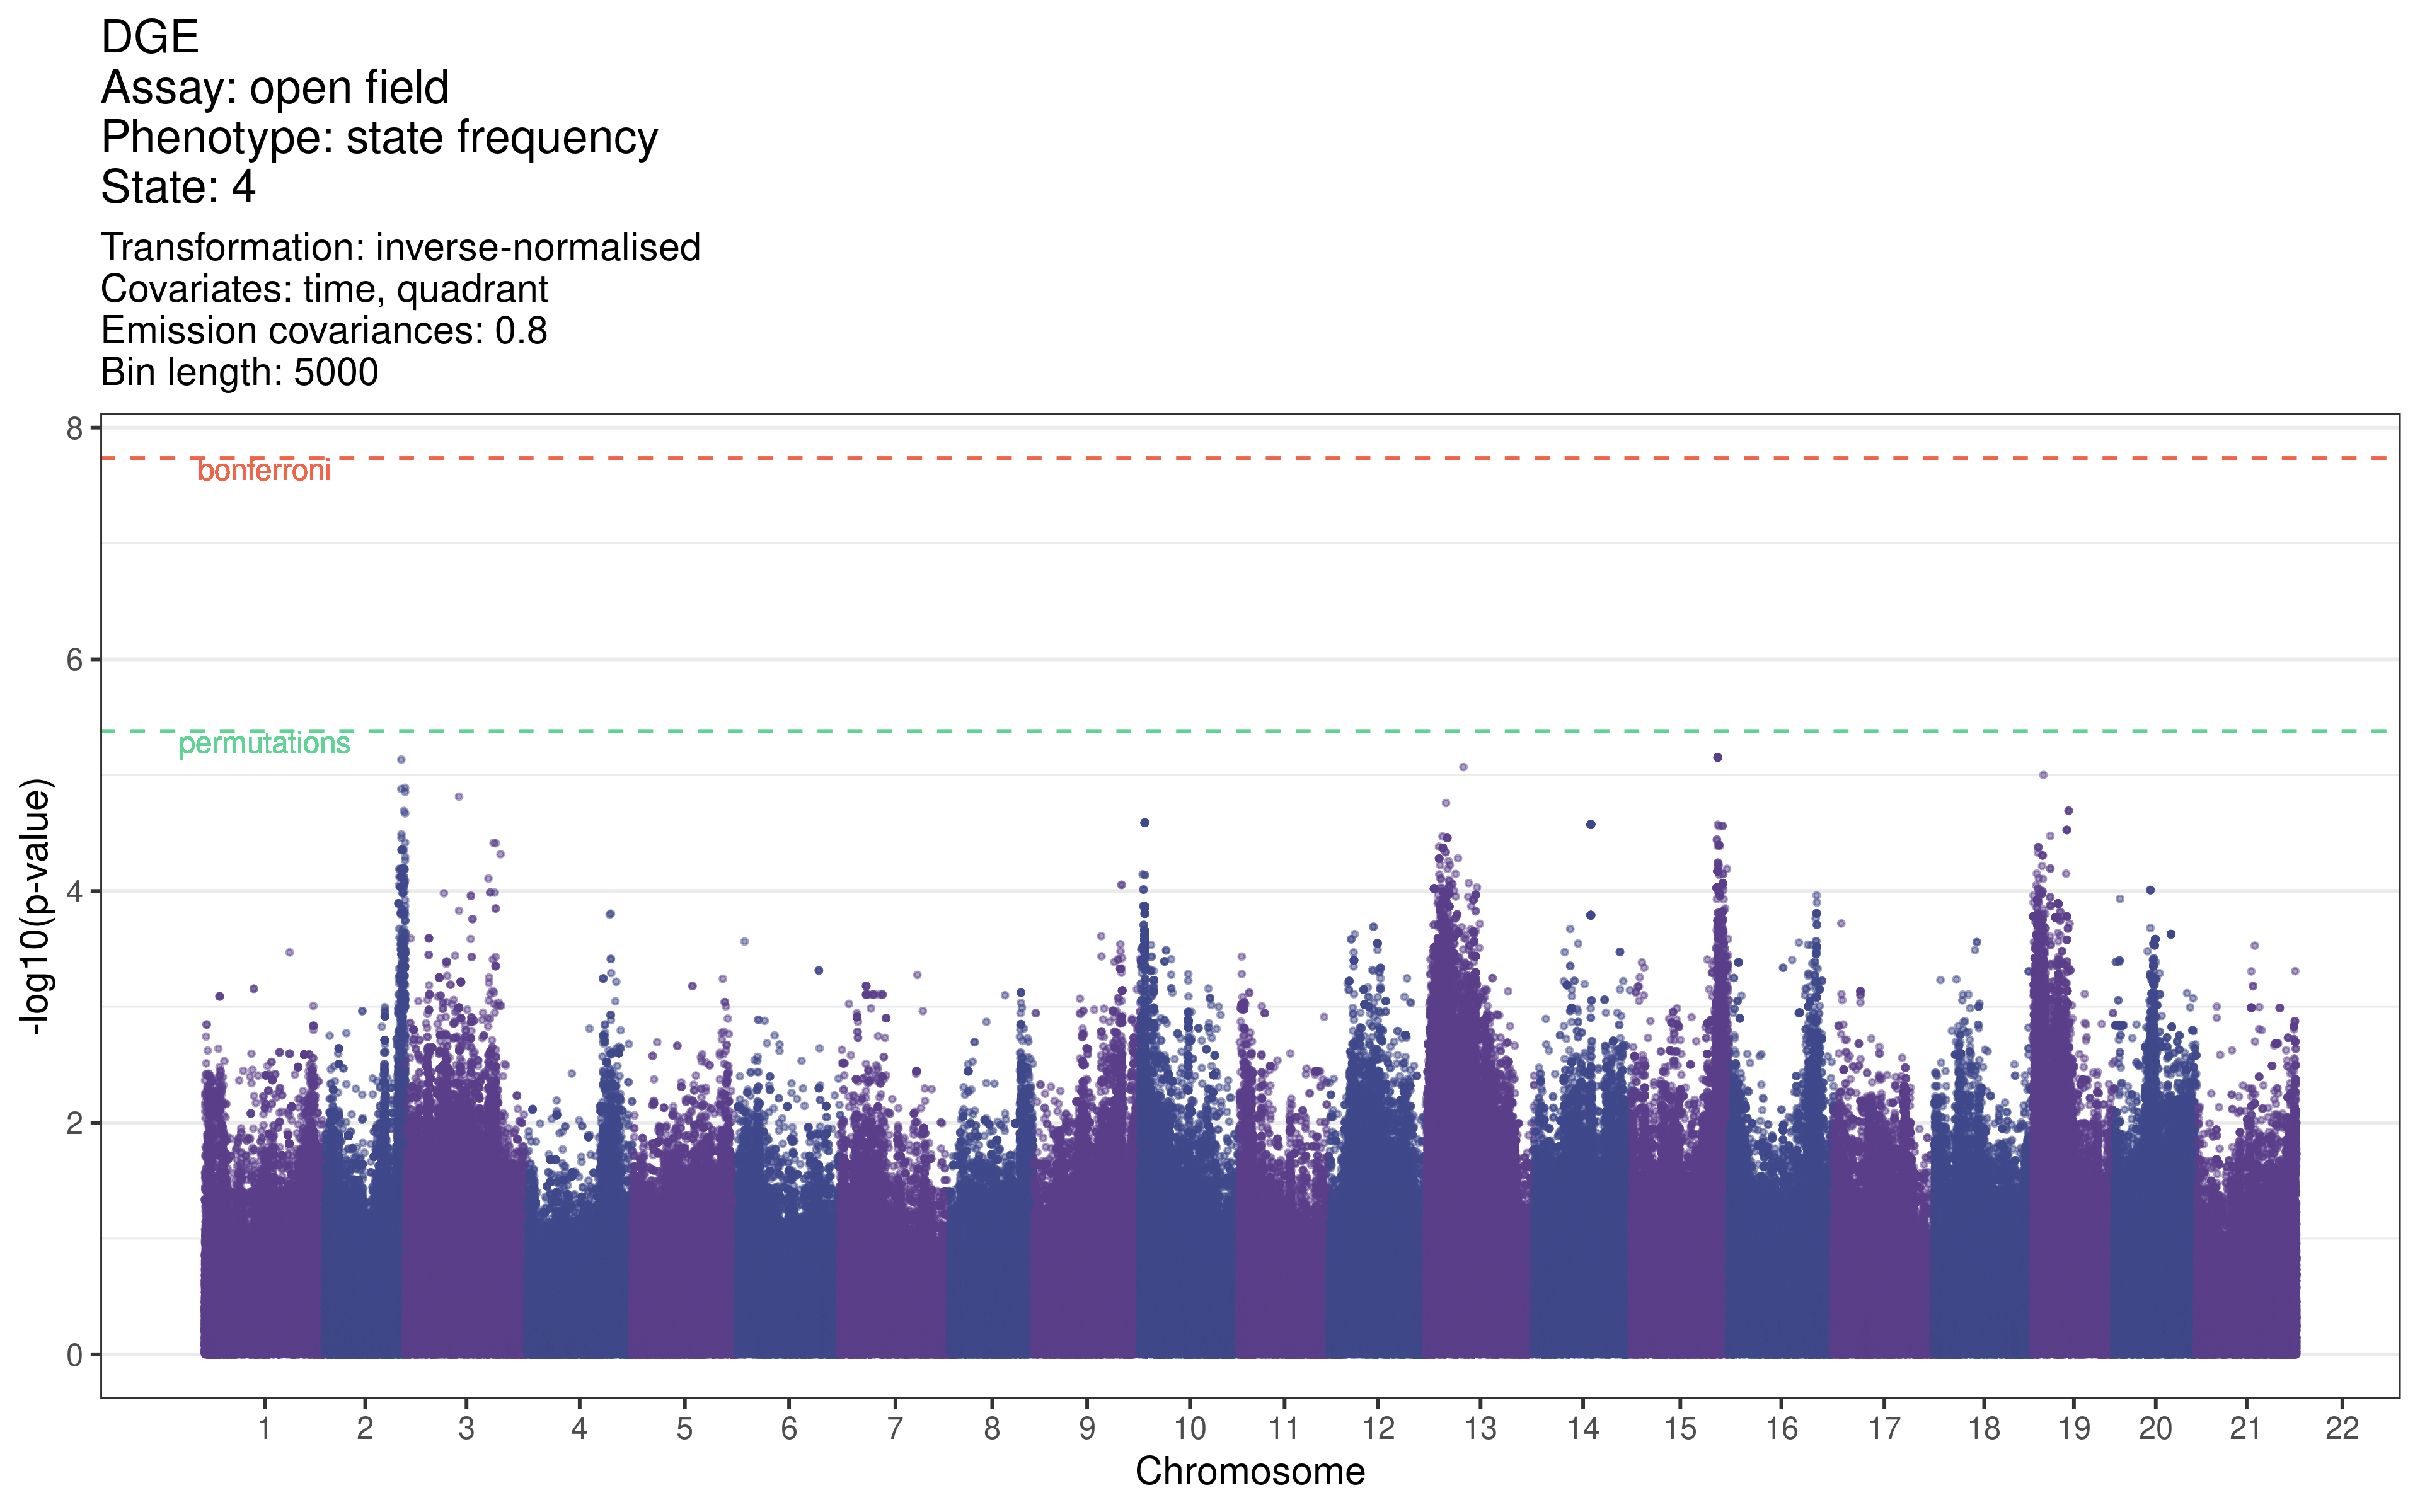 DGE
Assay: open field
Phenotype: state frequency
State: 4
Transformation: inverse-normalised
Covariates: time, quadrant
Emission covariances: 0.8
Bin length: 5000
8
bonferroni
6
permutations
4
2
0
-log10(p-value)
1 2 3 4 5 6 7 8 9 10 11 12 13 14 15 16 17 18 19 20 21 22
Chromosome